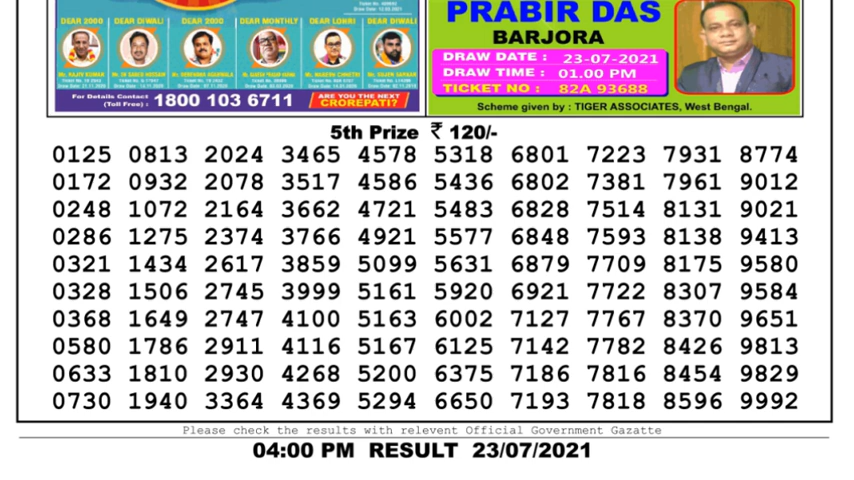 DEAR 2000 DEAR DIWALI DEAR 2000 DEAR MONTHLY DEAR LOHRI DEAR DIWALI
For Details Contact
(Toll Free) : 1800 103 6711
ARE YOU THE NEXT
CROREPATI?
PRABIR DAS
BARJORA
DRAW DATE : 23-07-2021
DRAW TIME : 01.00 PM
TICKET NO : 82A 93688
Scheme given by : TIGER ASSOCIATES, West Bengal.
5th Prize ₹ 120/-
0125 0813 2024 3465 4578 5318 6801 7223 7931 8774
0172 0932 2078 3517 4586 5436 6802 7381 7961 9012
0248 1072 2164 3662 4721 5483 6828 7514 8131 9021
0286 1275 2374 3766 4921 5577 6848 7593 8138 9413
0321 1434 2617 3859 5099 5631 6879 7709 8175 9580
0328 1506 2745 3999 5161 5920 6921 7722 8307 9584
0368 1649 2747 4100 5163 6002 7127 7767 8370 9651
0580 1786 2911 4116 5167 6125 7142 7782 8426 9813
0633 1810 2930 4268 5200 6375 7186 7816 8454 9829
0730 1940 3364 4369 5294 6650 7193 7818 8596 9992
Please check the results with relevent Official Government Gazatte
04:00 PM RESULT 23/07/2021